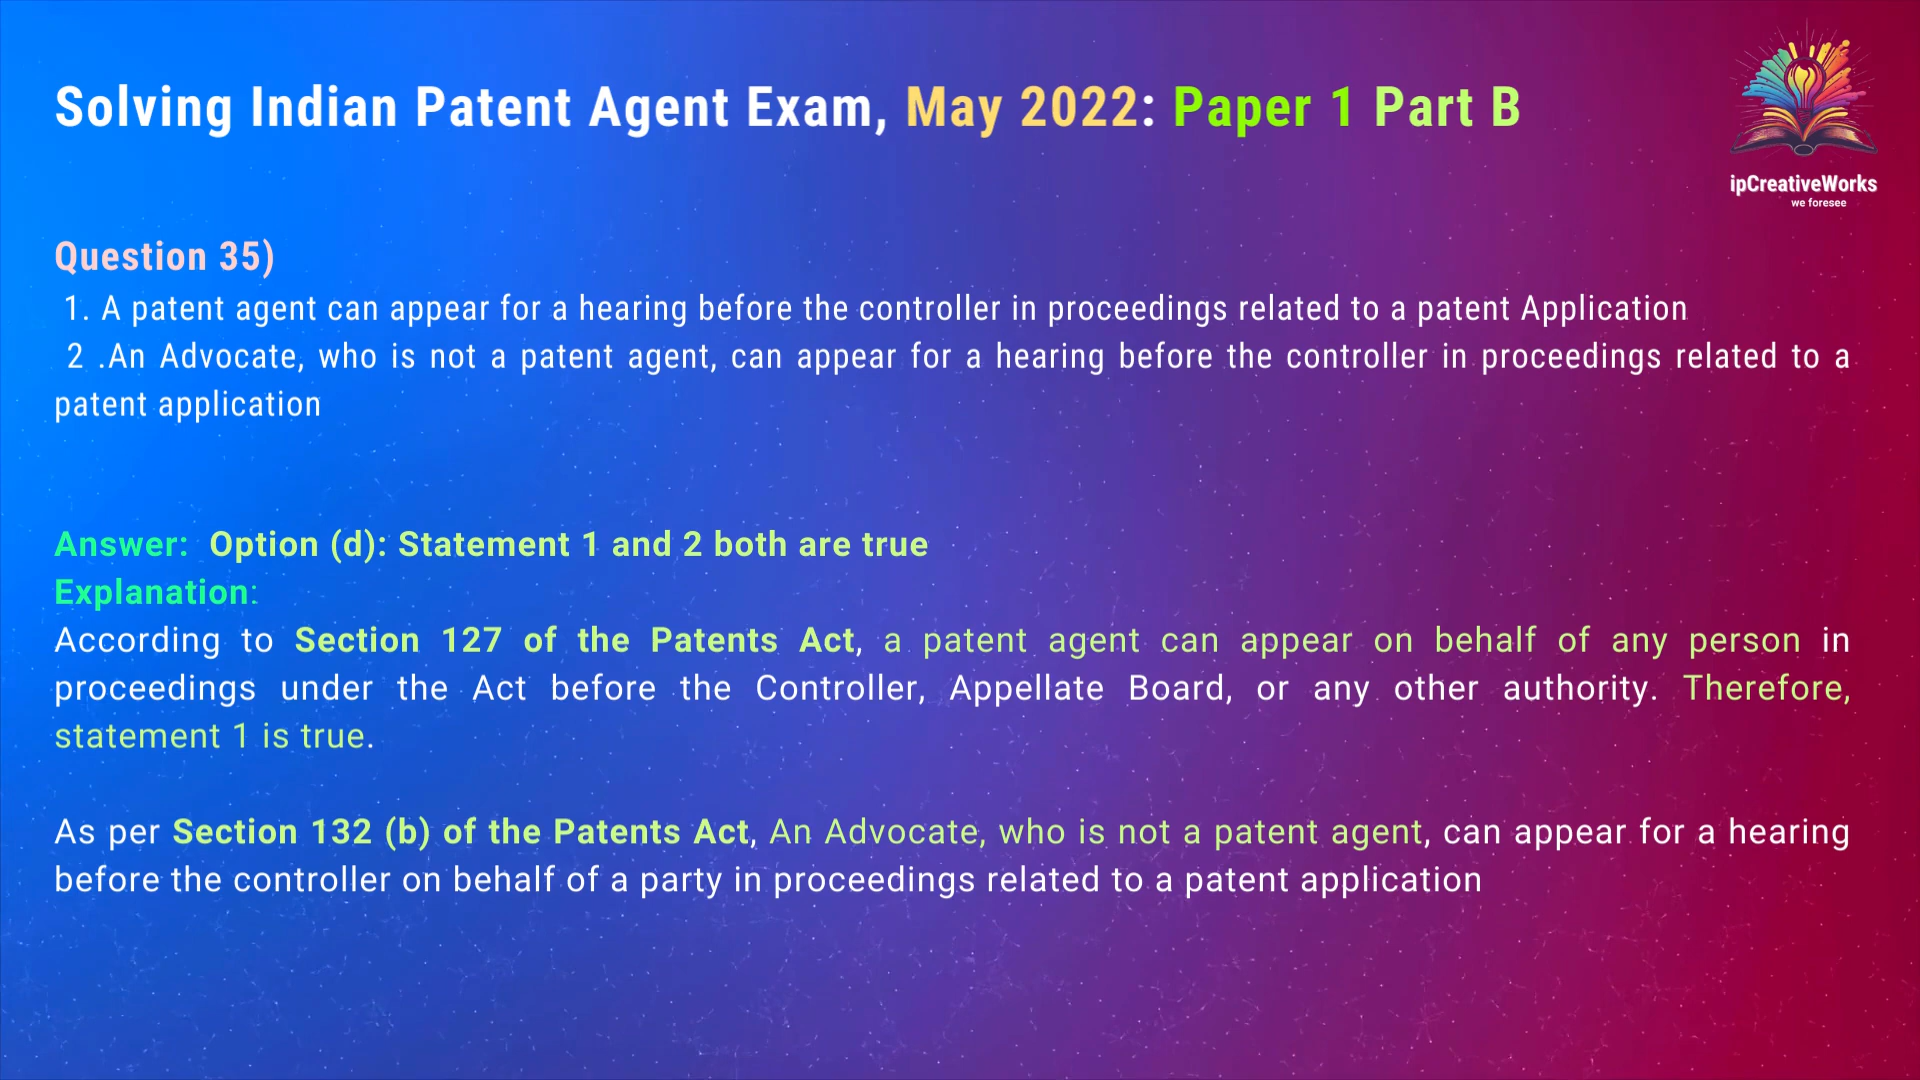 Solving Indian Patent Agent Exam, May 2022: Paper 1 Part B
ipCreativeWorks
we foresee
Question 35)
1. A patent agent can appear for a hearing before the controller in proceedings related to a patent Application
2 .An Advocate, who is not a patent agent, can appear for a hearing before the controller in proceedings related to a
patent application
Answer: Option (d): Statement 1 and 2 both are true
Explanation:
According to Section 127 of the Patents Act, a patent agent can appear on behalf of any person in
proceedings under the Act before the Controller, Appellate Board, or any other authority. Therefore,
statement 1 is true.
As per Section 132 (b) of the Patents Act, An Advocate, who is not a patent agent, can appear for a hearing
before the controller on behalf of a party in proceedings related to a patent application